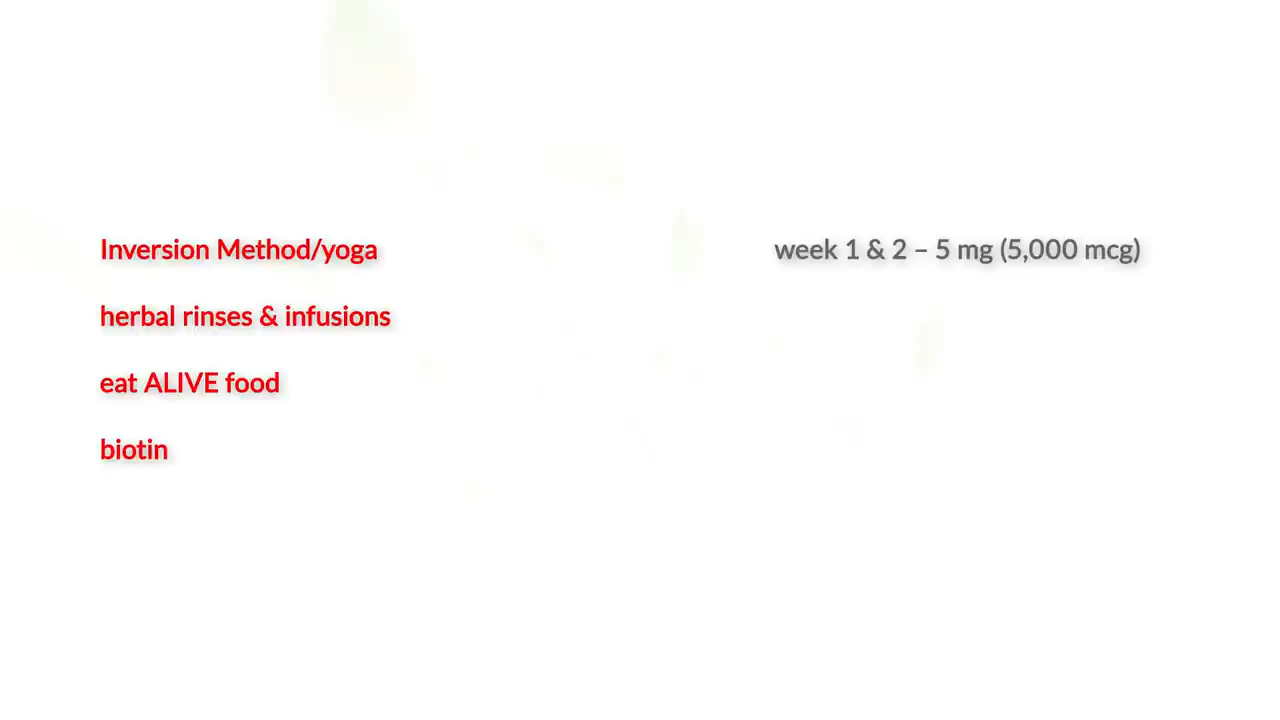 Inversion Method/yoga
week 1 & 2 – 5 mg (5,000 mcg)
herbal rinses & infusions
eat ALIVE food
biotin